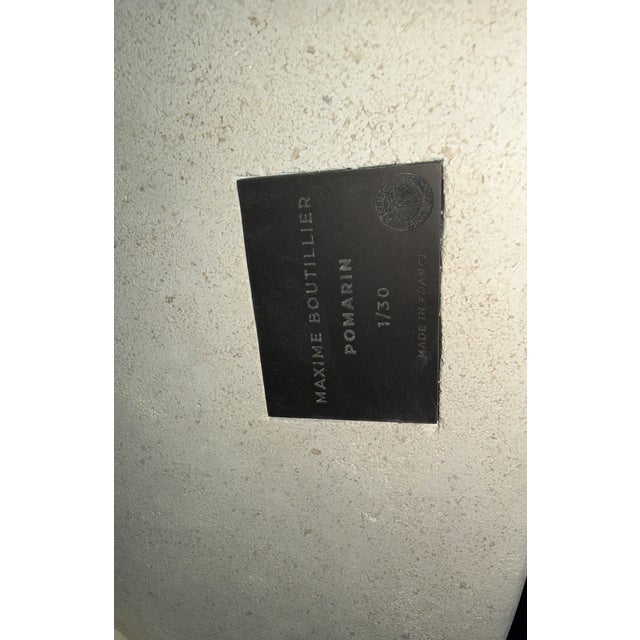 MAXIME BOUTILLIER
POMARIN
1/30
MADE IN FRANCE